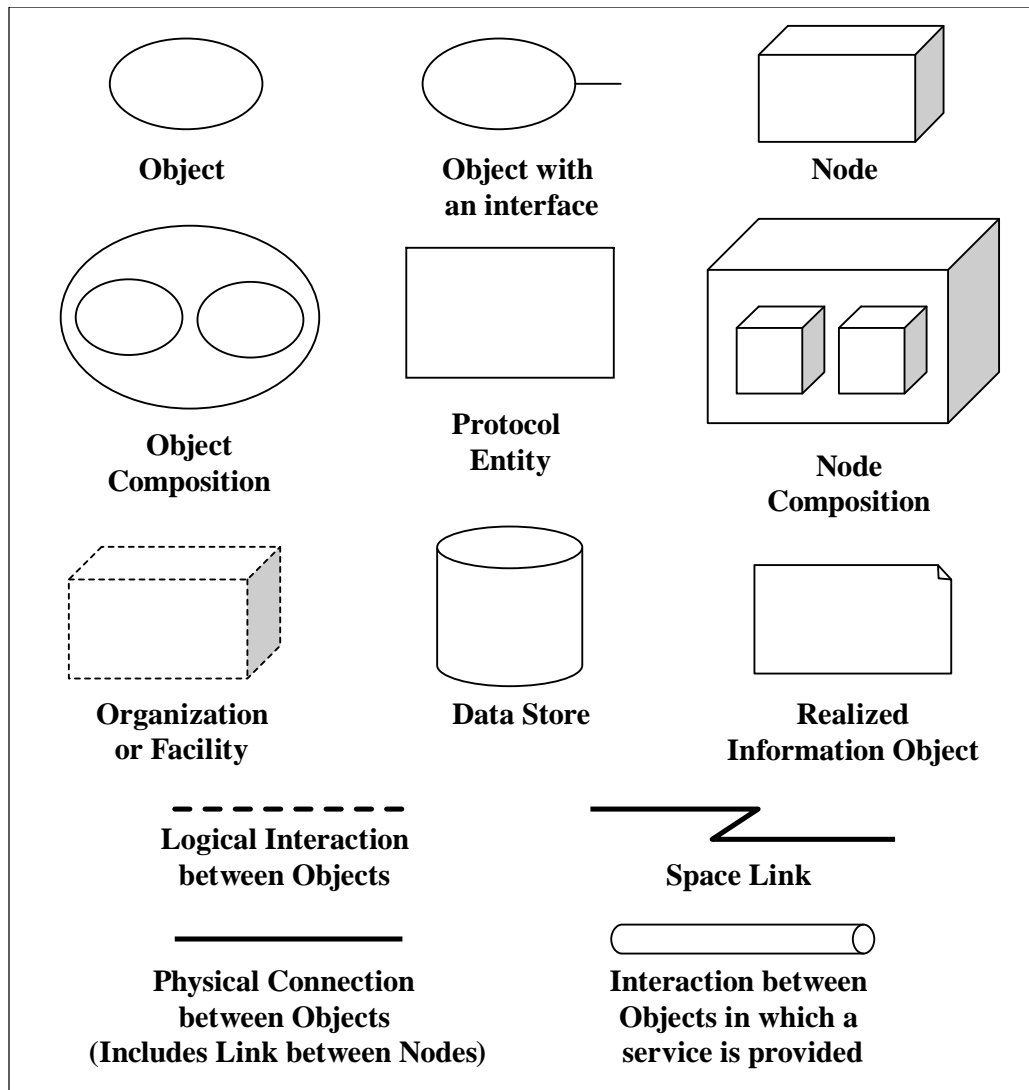 Object
Object with
an interface
Node
Object
Composition
Protocol
Entity
Node
Composition
Organization
or Facility
Data Store
Realized
Information Object
Logical Interaction
between Objects
Space Link
Physical Connection
between Objects
(Includes Link between Nodes)
Interaction between
Objects in which a
service is provided